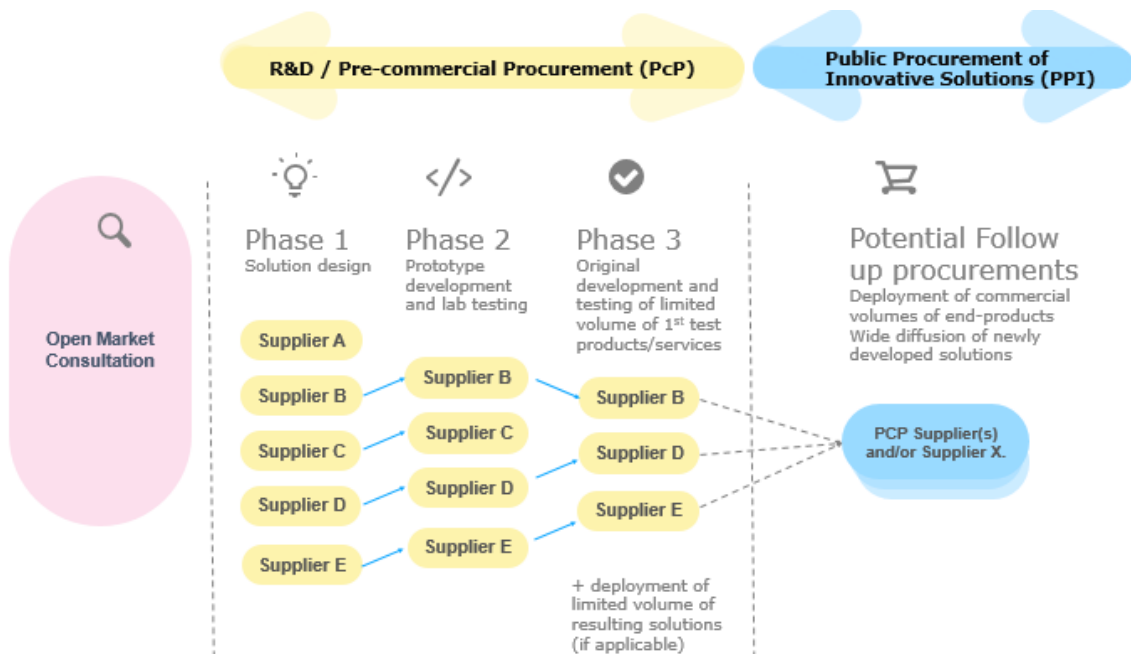 R&D / Pre-commercial Procurement (PcP)
Public Procurement of
Innovative Solutions (PPI)
Open Market
Consultation
</>
Phase 1
Solution design
Supplier A
Supplier B
Supplier C
Supplier D
Supplier E
Phase 2
Prototype
development
and lab testing
Supplier B
Supplier C
Supplier D
Supplier E
Phase 3
Original
development and
testing of limited
volume of 1st test
products/services
Supplier B
Supplier D
Supplier E
+ deployment of
limited volume of
resulting solutions
(if applicable)
Potential Follow
up procurements
Deployment of commercial
volumes of end-products
Wide diffusion of newly
developed solutions
PCP Supplier(s)
and/or Supplier X.